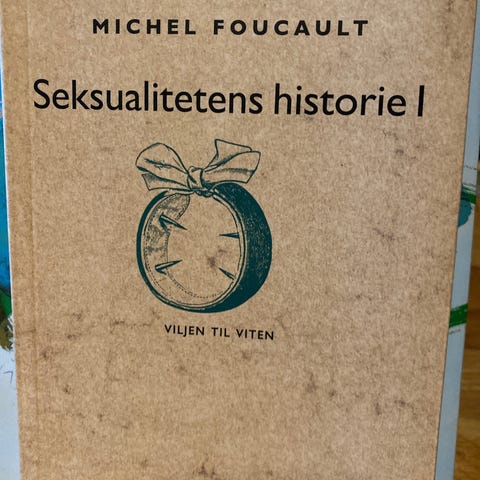 MICHEL FOUCAULT
Seksualitetens historie I
VILJEN TIL VITEN